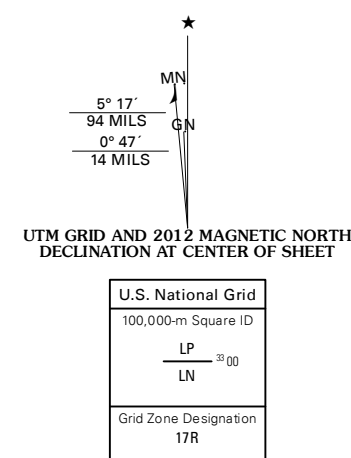 ★
MN
5° 17´
94 MILS
GN
0° 47´
14 MILS
UTM GRID AND 2012 MAGNETIC NORTH
DECLINATION AT CENTER OF SHEET
U.S. National Grid
100,000-m Square ID
LP
33 00
LN
Grid Zone Designation
17R